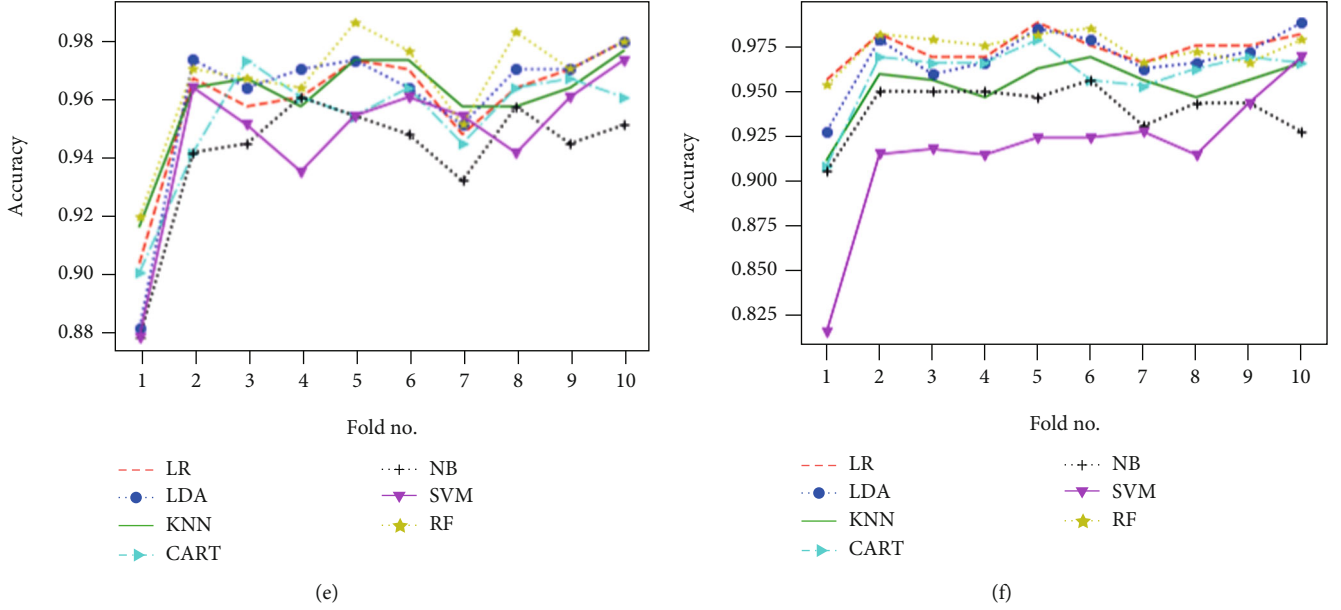 Accuracy
0.98
0.96
0.94
0.92
0.90
0.88
1 2 3 4 5 6 7 8 9 10
Fold no.
LR
LDA
KNN
CART
NB
SVM
RF
(e)
Accuracy
0.975
0.950
0.925
0.900
0.875
0.850
0.825
1 2 3 4 5 6 7 8 9 10
Fold no.
LR
LDA
KNN
CART
NB
SVM
RF
(f)